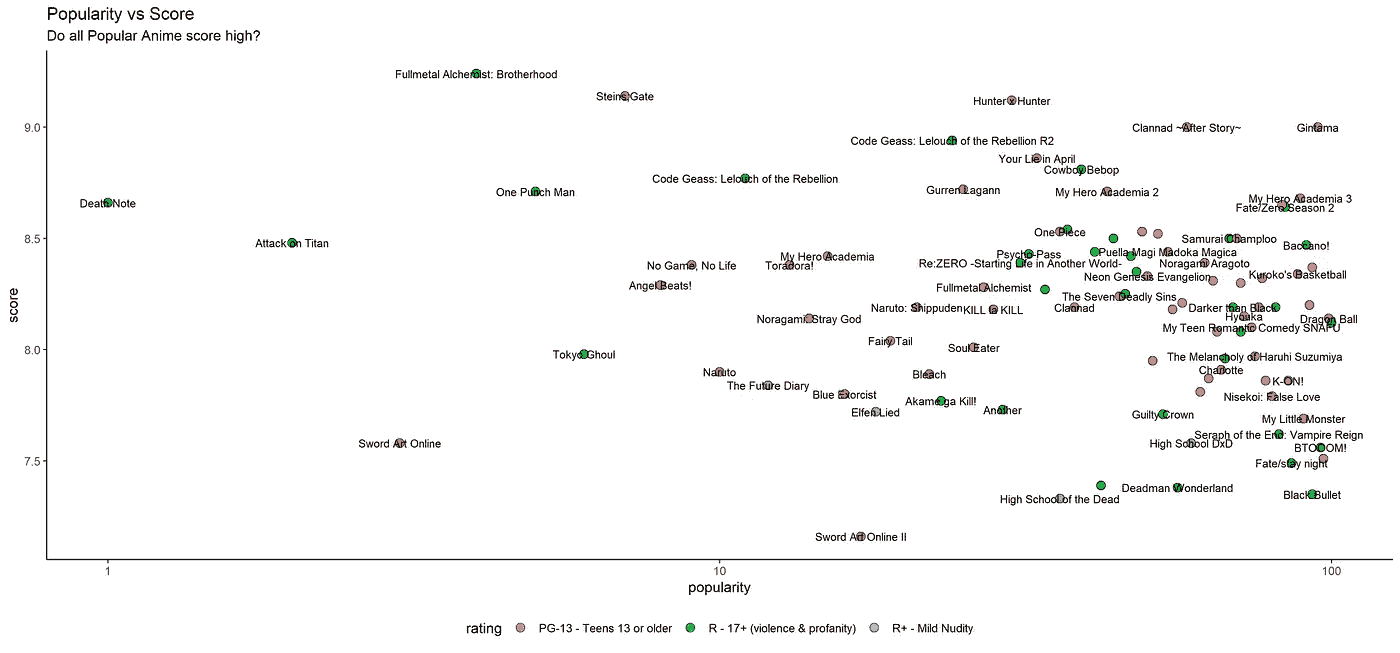 Popularity vs Score
Do all Popular Anime score high?
Fullmetal Alchemist: Brotherhood
Steins;Gate
Hunter x Hunter
Clannad ~After Story~
Gintama
9.0
Code Geass: Lelouch of the Rebellion R2
Your Lie in April
Cowboy Bebop
Code Geass: Lelouch of the Rebellion
One Punch Man
Gurren Lagann
My Hero Academia 2
My Hero Academia 3
Death Note
Fate/Zero Season 2
One Piece
8.5
Attack on Titan
Samurai Champloo
Baccano!
My Hero Academia
Psycho-Pass
Puella Magi Madoka Magica
No Game, No Life
Toradora!
Re:ZERO -Starting Life in Another World-
Noragami Aragoto
Neon Genesis Evangelion
Kuroko's Basketball
Angel Beats!
Fullmetal Alchemist
The Seven Deadly Sins
Naruto: Shippuden
KILL la KILL
Clannad
Darker than Black
Noragami: Stray God
Hyouka
Dragon Ball
My Teen Romantic Comedy SNAFU
Fairy Tail
Soul Eater
8.0
Tokyo Ghoul
The Melancholy of Haruhi Suzumiya
Naruto
Bleach
Charlotte
The Future Diary
K-ON!
Blue Exorcist
Akame ga Kill!
Nisekoi: False Love
Elfen Lied
Another
Guilty Crown
My Little Monster
Sword Art Online
High School DxD
Seraph of the End: Vampire Reign
BTOOOM!
7.5
Fate/stay night
High School of the Dead
Deadman Wonderland
Black Bullet
Sword Art Online II
score
1
10
100
popularity
rating
PG-13 - Teens 13 or older
R - 17+ (violence & profanity)
R+ - Mild Nudity